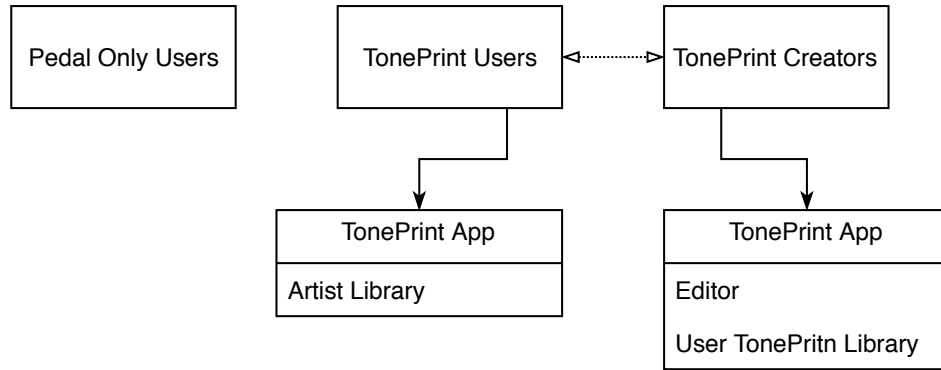 Pedal Only Users
TonePrint Users
TonePrint Creators
TonePrint App
Artist Library
TonePrint App
Editor
User TonePritn Library